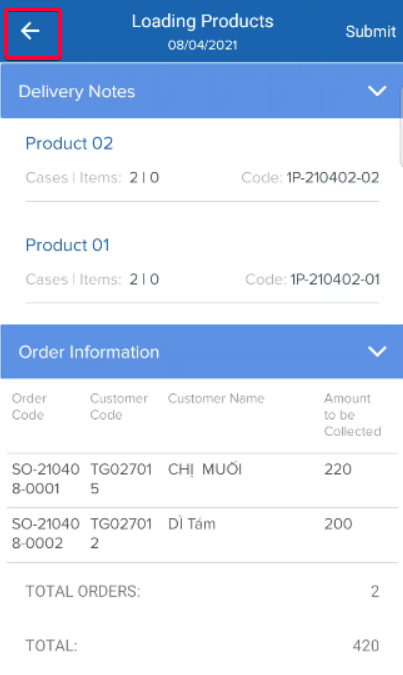 Loading Products
08/04/2021
Submit
Delivery Notes
Product 02
Cases | Items: 2 | 0 Code: 1P-210402-02
Product 01
Cases | Items: 2 | 0 Code: 1P-210402-01
Order Information
Order Code Customer Code Customer Name Amount to be Collected
SO-210408-0001 TG027015 CHỊ MUỐI 220
SO-210408-0002 TG027012 DÌ Tám 200
TOTAL ORDERS: 2
TOTAL: 420